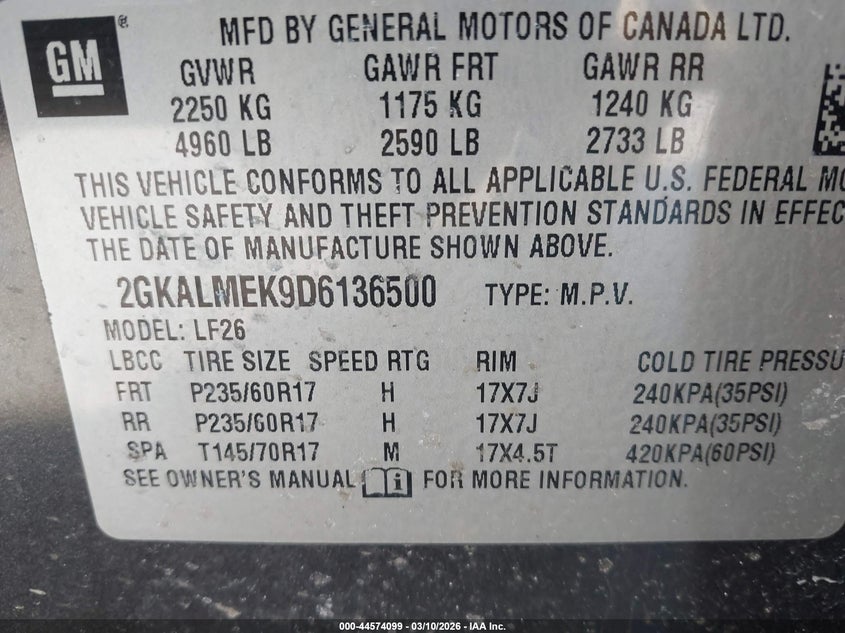 GM ®
MFD BY GENERAL MOTORS OF CANADA LTD.
GVWR GAWR FRT GAWR RR
2250 KG 1175 KG 1240 KG
4960 LB 2590 LB 2733 LB
THIS VEHICLE CONFORMS TO ALL APPLICABLE U.S. FEDERAL MO
VEHICLE SAFETY AND THEFT PREVENTION STANDARDS IN EFFEC
THE DATE OF MANUFACTURE SHOWN ABOVE.
2GKALMEK9D6136500 TYPE: M.P.V.
MODEL: LF26
LBCC TIRE SIZE SPEED RTG RIM COLD TIRE PRESSU
FRT P235/60R17 H 17X7J 240KPA(35PSI)
RR P235/60R17 H 17X7J 240KPA(35PSI)
SPA T145/70R17 M 17X4.5T 420KPA(60PSI)
SEE OWNER'S MANUAL i FOR MORE INFORMATION.
000-44574099 — 03/10/2026 — IAA Inc.